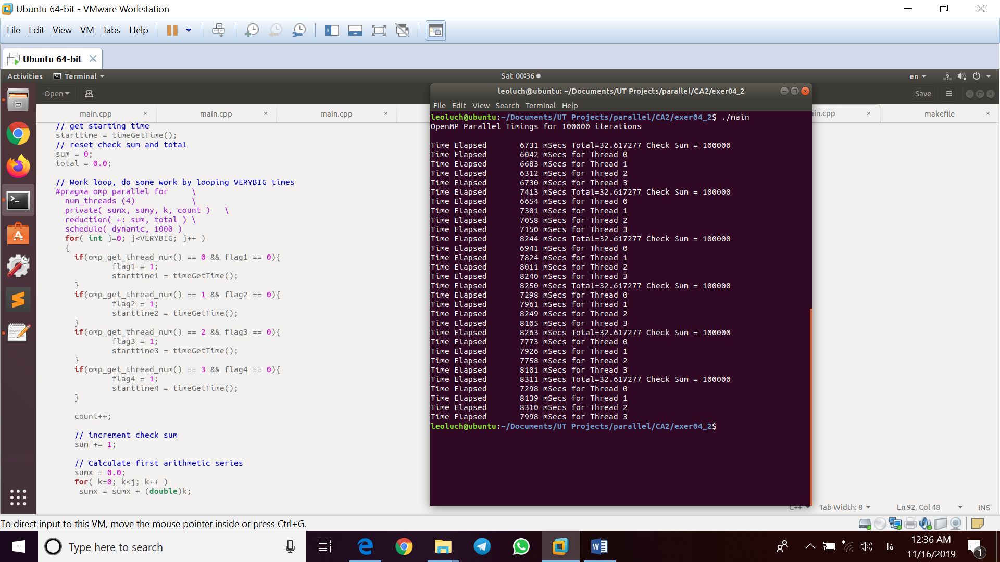 Ubuntu 64-bit - VMware Workstation
File Edit View VM Tabs Help
Ubuntu 64-bit
Activities Terminal Sat 00:36 en
Open Save
main.cpp × main.cpp × main.cpp × in.cpp × makefile ×
// get starting time
starttime = timeGetTime();
// reset check sum and total
sum = 0;
total = 0.0;
// Work loop, do some work by looping VERYBIG times
#pragma omp parallel for \
num_threads (4) \
private( sumx, sumy, k, count ) \
reduction( +: sum, total ) \
schedule( dynamic, 1000 )
for( int j=0; j<VERYBIG; j++ )
{
if(omp_get_thread_num() == 0 && flag1 == 0){
flag1 = 1;
starttime1 = timeGetTime();
}
if(omp_get_thread_num() == 1 && flag2 == 0){
flag2 = 1;
starttime2 = timeGetTime();
}
if(omp_get_thread_num() == 2 && flag3 == 0){
flag3 = 1;
starttime3 = timeGetTime();
}
if(omp_get_thread_num() == 3 && flag4 == 0){
flag4 = 1;
starttime4 = timeGetTime();
}
count++;
// increment check sum
sum += 1;
// Calculate first arithmetic series
sumx = 0.0;
for( k=0; k<j; k++ )
sumx = sumx + (double)k;
leoluch@ubuntu: ~/Documents/UT Projects/parallel/CA2/exer04_2
File Edit View Search Terminal Help
leoluch@ubuntu:~/Documents/UT Projects/parallel/CA2/exer04_2$ ./main
OpenMP Parallel Timings for 100000 iterations
Time Elapsed 6731 mSecs Total=32.617277 Check Sum = 100000
Time Elapsed 6042 mSecs for Thread 0
Time Elapsed 6683 mSecs for Thread 1
Time Elapsed 6312 mSecs for Thread 2
Time Elapsed 6730 mSecs for Thread 3
Time Elapsed 7413 mSecs Total=32.617277 Check Sum = 100000
Time Elapsed 6654 mSecs for Thread 0
Time Elapsed 7301 mSecs for Thread 1
Time Elapsed 7058 mSecs for Thread 2
Time Elapsed 7150 mSecs for Thread 3
Time Elapsed 8244 mSecs Total=32.617277 Check Sum = 100000
Time Elapsed 6941 mSecs for Thread 0
Time Elapsed 7824 mSecs for Thread 1
Time Elapsed 8011 mSecs for Thread 2
Time Elapsed 8240 mSecs for Thread 3
Time Elapsed 8250 mSecs Total=32.617277 Check Sum = 100000
Time Elapsed 7298 mSecs for Thread 0
Time Elapsed 7961 mSecs for Thread 1
Time Elapsed 8249 mSecs for Thread 2
Time Elapsed 8105 mSecs for Thread 3
Time Elapsed 8263 mSecs Total=32.617277 Check Sum = 100000
Time Elapsed 7773 mSecs for Thread 0
Time Elapsed 7926 mSecs for Thread 1
Time Elapsed 7758 mSecs for Thread 2
Time Elapsed 8101 mSecs for Thread 3
Time Elapsed 8311 mSecs Total=32.617277 Check Sum = 100000
Time Elapsed 7298 mSecs for Thread 0
Time Elapsed 8139 mSecs for Thread 1
Time Elapsed 8310 mSecs for Thread 2
Time Elapsed 7998 mSecs for Thread 3
leoluch@ubuntu:~/Documents/UT Projects/parallel/CA2/exer04_2$
C++ Tab Width: 8 Ln 92, Col 48 INS
To direct input to this VM, move the mouse pointer inside or press Ctrl+G.
Type here to search
فا
12:36 AM
11/16/2019
1